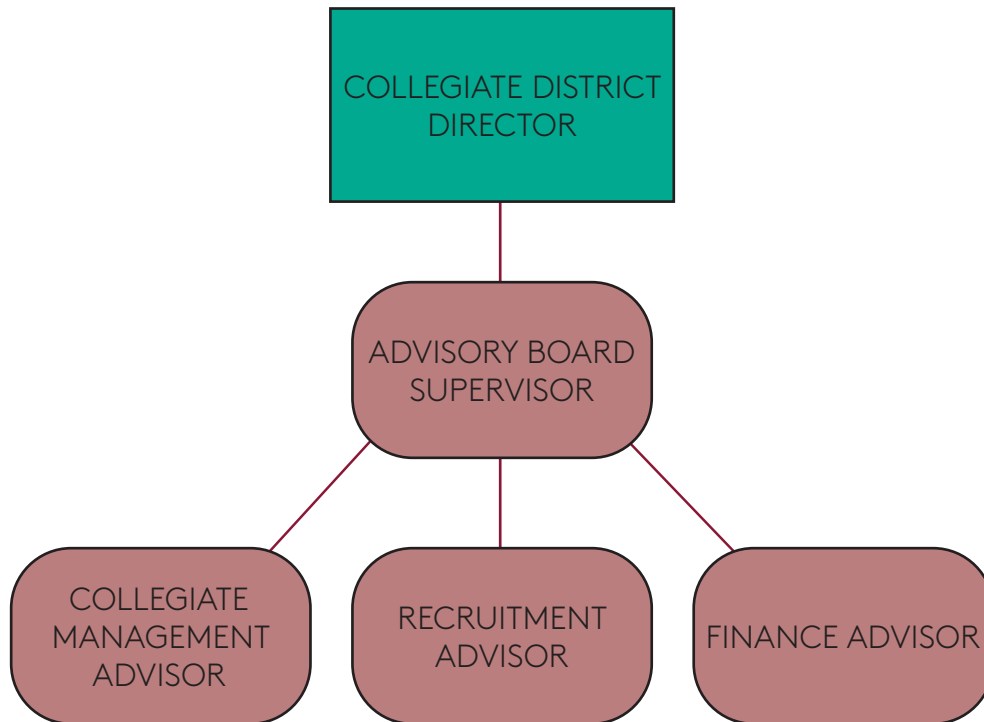 COLLEGIATE DISTRICT
DIRECTOR
ADVISORY BOARD
SUPERVISOR
COLLEGIATE
MANAGEMENT
ADVISOR
RECRUITMENT
ADVISOR
FINANCE ADVISOR